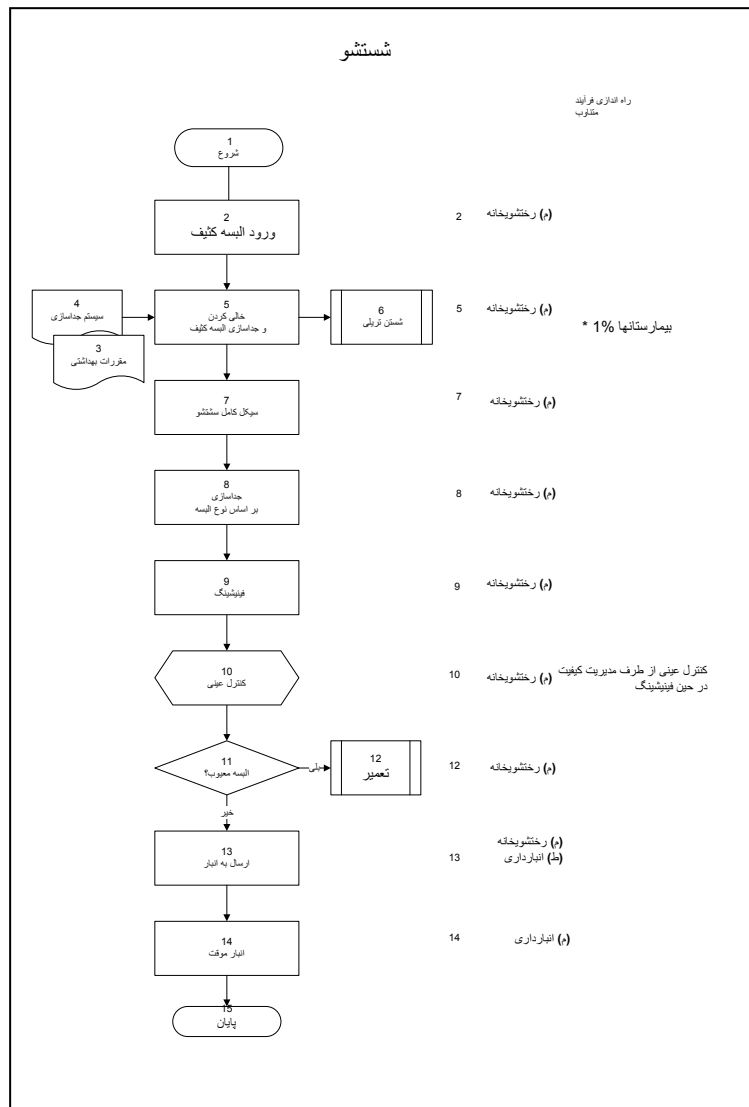 شستشو
راه اندازی فرآیند
متناوب
1
شروع
2
ورود البسه کثیف
2
(م) رختشویخانه
4
سیستم جداسازی
3
مقررات بهداشتی
5
خالی کردن
و جداسازی البسه کثیف
6
شستن تریلی
5
(م) رختشویخانه
بیمارستانها 1% *
7
سیکل کامل سشتشو
7
(م) رختشویخانه
8
جداسازی
بر اساس نوع البسه
8
(م) رختشویخانه
9
فینیشینگ
9
(م) رختشویخانه
10
کنترل عینی
10
(م) رختشویخانه
کنترل عینی از طرف مدیریت کیفیت
در حین فینیشینگ
11
البسه معیوب؟
بلی
12
تعمیر
12
(م) رختشویخانه
خیر
13
ارسال به انبار
(م) رختشویخانه
13
(ط) انبارداری
14
انبار موقت
14
(م) انبارداری
15
پایان